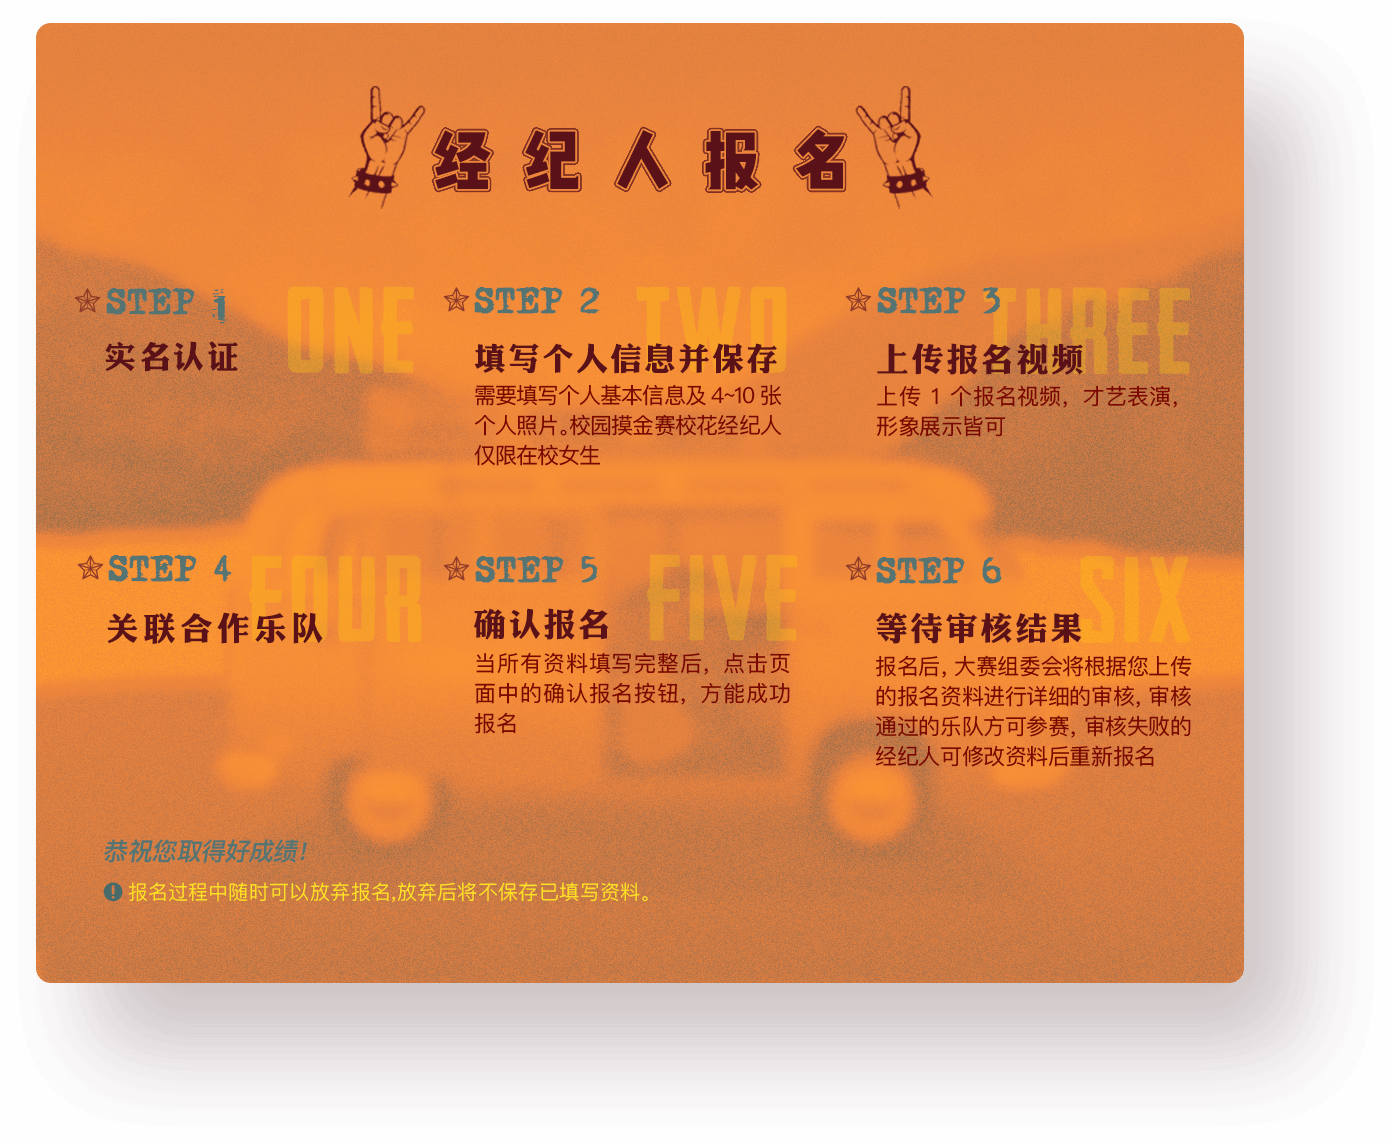 经纪人报名
STEP 1
ONE
实名认证
STEP 2
TWO
填写个人信息并保存
需要填写个人基本信息及 4~10 张
个人照片。校园摸金赛校花经纪人
仅限在校女生
STEP 3
THREE
上传报名视频
上传 1 个报名视频，才艺表演，
形象展示皆可
STEP 4
FOUR
关联合作乐队
STEP 5
FIVE
确认报名
当所有资料填写完整后，点击页
面中的确认报名按钮，方能成功
报名
STEP 6
SIX
等待审核结果
报名后，大赛组委会将根据您上传
的报名资料进行详细的审核，审核
通过的乐队方可参赛，审核失败的
经纪人可修改资料后重新报名
恭祝您取得好成绩！
! 报名过程中随时可以放弃报名,放弃后将不保存已填写资料。